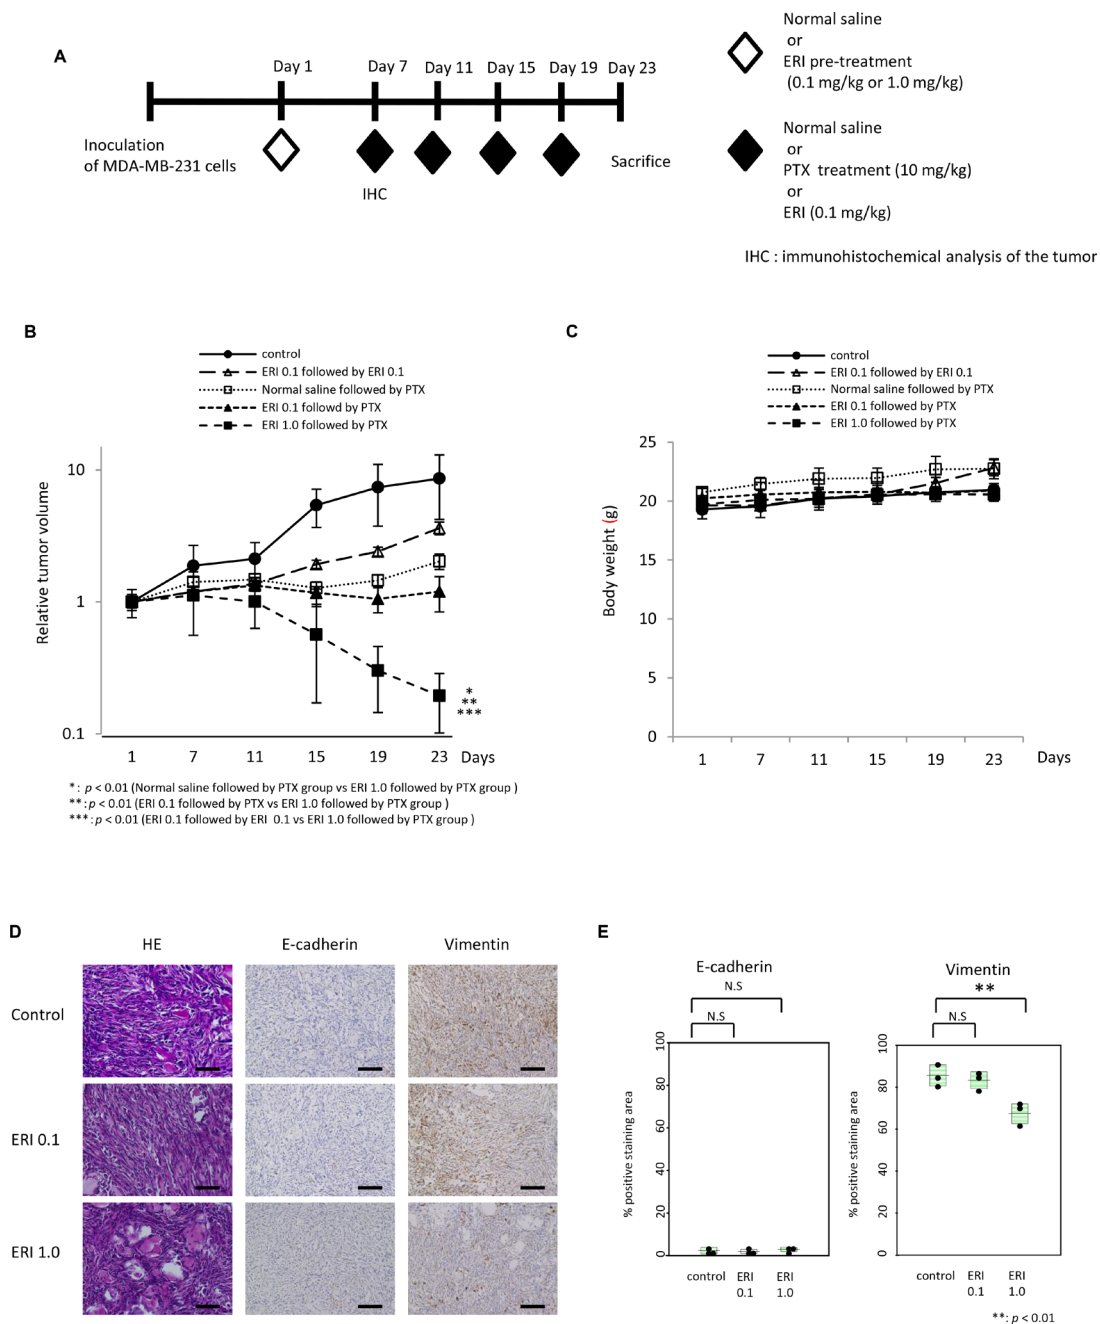 A
Day 1
Day 7
Day 11
Day 15
Day 19
Day 23
Inoculation
of MDA-MB-231 cells
IHC
Sacrifice
Normal saline
or
ERI pre-treatment
(0.1 mg/kg or 1.0 mg/kg)
Normal saline
or
PTX treatment (10 mg/kg)
or
ERI (0.1 mg/kg)
IHC : immunohistochemical analysis of the tumor
B
control
ERI 0.1 followed by ERI 0.1
Normal saline followed by PTX
ERI 0.1 followd by PTX
ERI 1.0 followed by PTX
Relative tumor volume
10
1
0.1
1 7 11 15 19 23 Days
*
**
***
* : p < 0.01 (Normal saline followed by PTX group vs ERI 1.0 followed by PTX group )
** : p < 0.01 (ERI 0.1 followed by PTX vs ERI 1.0 followed by PTX group )
*** : p < 0.01 (ERI 0.1 followed by ERI 0.1 vs ERI 1.0 followed by PTX group )
C
control
ERI 0.1 followed by ERI 0.1
Normal saline followed by PTX
ERI 0.1 followed by PTX
ERI 1.0 followed by PTX
Body weight (g)
25
20
15
10
5
0
1 7 11 15 19 23 Days
D
HE E-cadherin Vimentin
Control
ERI 0.1
ERI 1.0
E
E-cadherin
N.S
N.S
% positive staining area
100
80
60
40
20
0
control ERI 0.1 ERI 1.0
Vimentin
**
N.S
% positive staining area
100
80
60
40
20
0
control ERI 0.1 ERI 1.0
**: p < 0.01